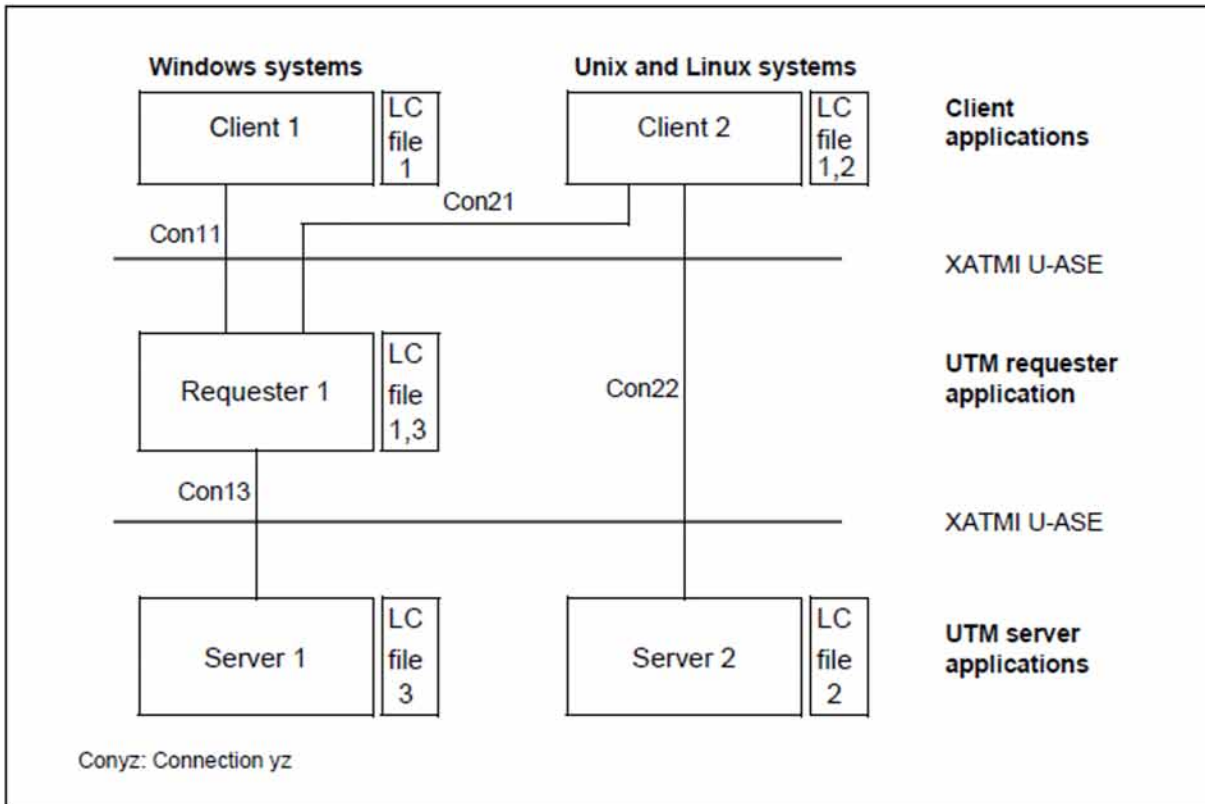 Windows systems
Unix and Linux systems
Client 1
LC
file
1
Client 2
LC
file
1,2
Client
applications
Con21
Con11
XATMI U-ASE
Requester 1
LC
file
1,3
UTM requester
application
Con22
Con13
XATMI U-ASE
Server 1
LC
file
3
Server 2
LC
file
2
UTM server
applications
Conyz: Connection yz